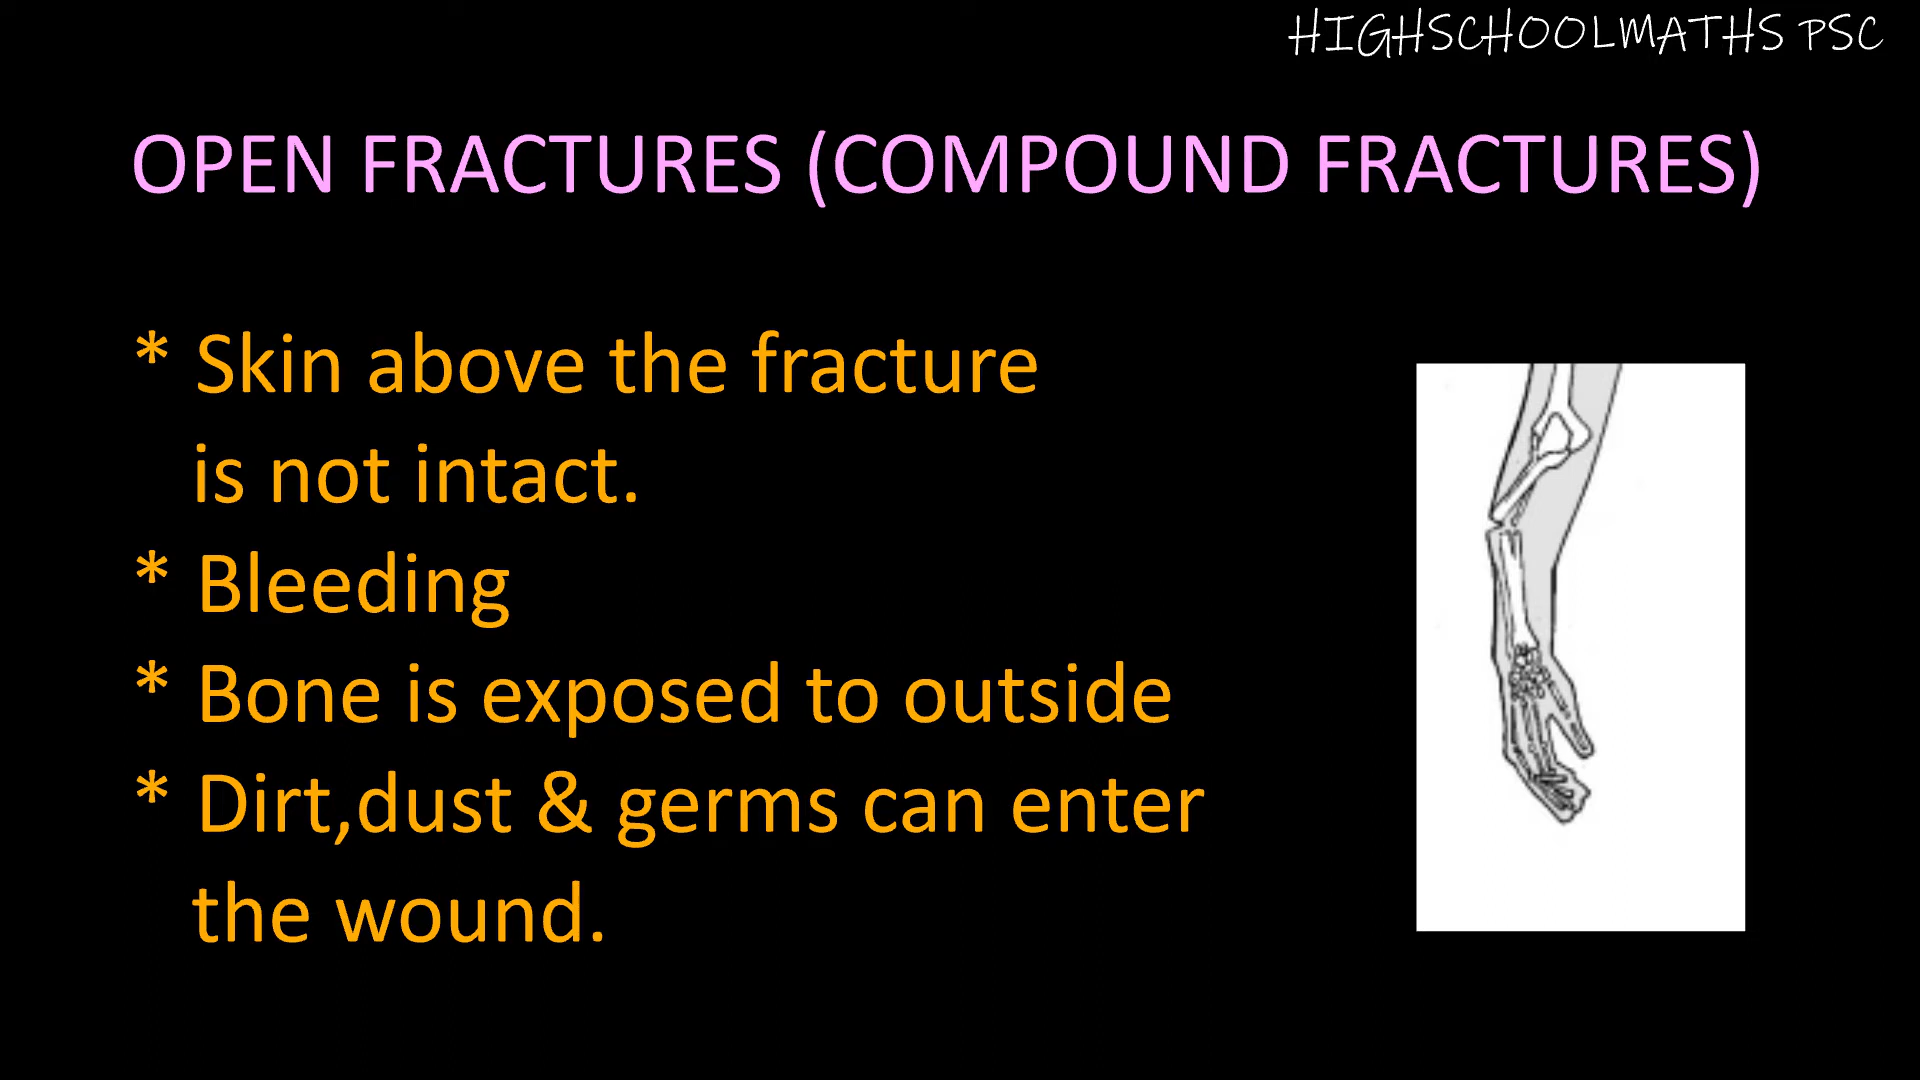 HIGHSCHOOLMATHS PSC
OPEN FRACTURES (COMPOUND FRACTURES)
* Skin above the fracture
is not intact.
* Bleeding
* Bone is exposed to outside
* Dirt,dust & germs can enter
the wound.